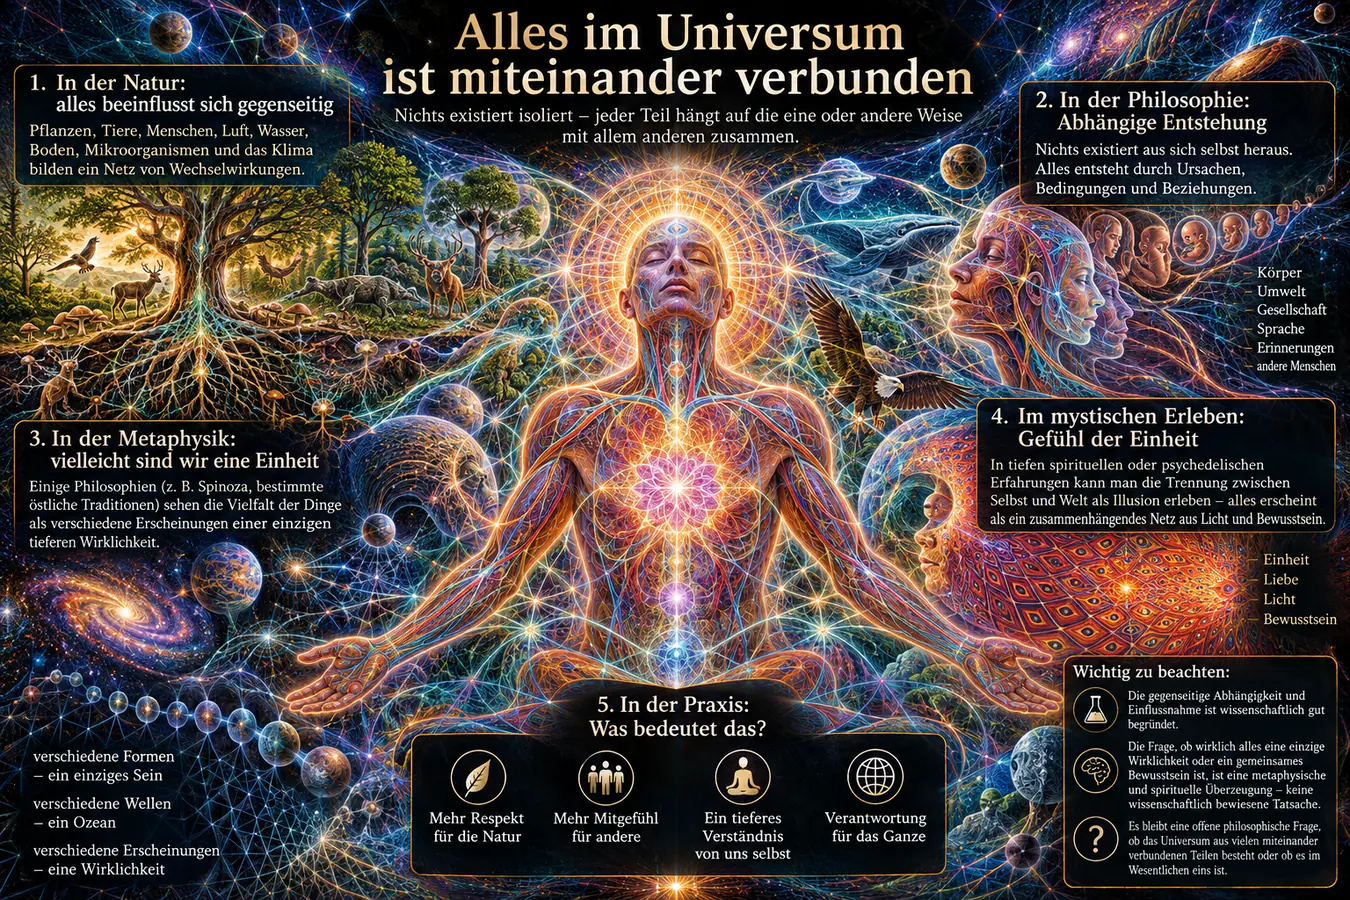 Alles im Universum
ist miteinander verbunden
Nichts existiert isoliert – jeder Teil hängt auf die eine oder andere Weise
mit allem anderen zusammen.
1. In der Natur:
alles beeinflusst sich gegenseitig
Pflanzen, Tiere, Menschen, Luft, Wasser,
Boden, Mikroorganismen und das Klima
bilden ein Netz von Wechselwirkungen.
2. In der Philosophie:
Abhängige Entstehung
Nichts existiert aus sich selbst heraus.
Alles entsteht durch Ursachen,
Bedingungen und Beziehungen.
– Körper
– Umwelt
– Gesellschaft
– Sprache
– Erinnerungen
– andere Menschen
3. In der Metaphysik:
vielleicht sind wir eine Einheit
Einige Philosophien (z. B. Spinoza, bestimmte
östliche Traditionen) sehen die Vielfalt der Dinge
als verschiedene Erscheinungen einer einzigen
tieferen Wirklichkeit.
4. Im mystischen Erleben:
Gefühl der Einheit
In tiefen spirituellen oder psychedelischen
Erfahrungen kann man die Trennung zwischen
Selbst und Welt als Illusion erleben – alles erscheint
als ein zusammenhängendes Netz aus Licht und Bewusstsein.
– Einheit
– Liebe
– Licht
– Bewusstsein
verschiedene Formen
– ein einziges Sein
verschiedene Wellen
– ein Ozean
verschiedene Erscheinungen
– eine Wirklichkeit
5. In der Praxis:
Was bedeutet das?
Mehr Respekt
für die Natur
Mehr Mitgefühl
für andere
Ein tieferes
Verständnis
von uns selbst
Verantwortung
für das Ganze
Wichtig zu beachten:
Die gegenseitige Abhängigkeit und
Einflussnahme ist wissenschaftlich gut
begründet.
Die Frage, ob wirklich alles eine einzige
Wirklichkeit oder ein gemeinsames
Bewusstsein ist, ist eine metaphysische
und spirituelle Überzeugung – keine
wissenschaftlich bewiesene Tatsache.
?
Es bleibt eine offene philosophische Frage,
ob das Universum aus vielen miteinander
verbundenen Teilen besteht oder ob es im
Wesentlichen eins ist.